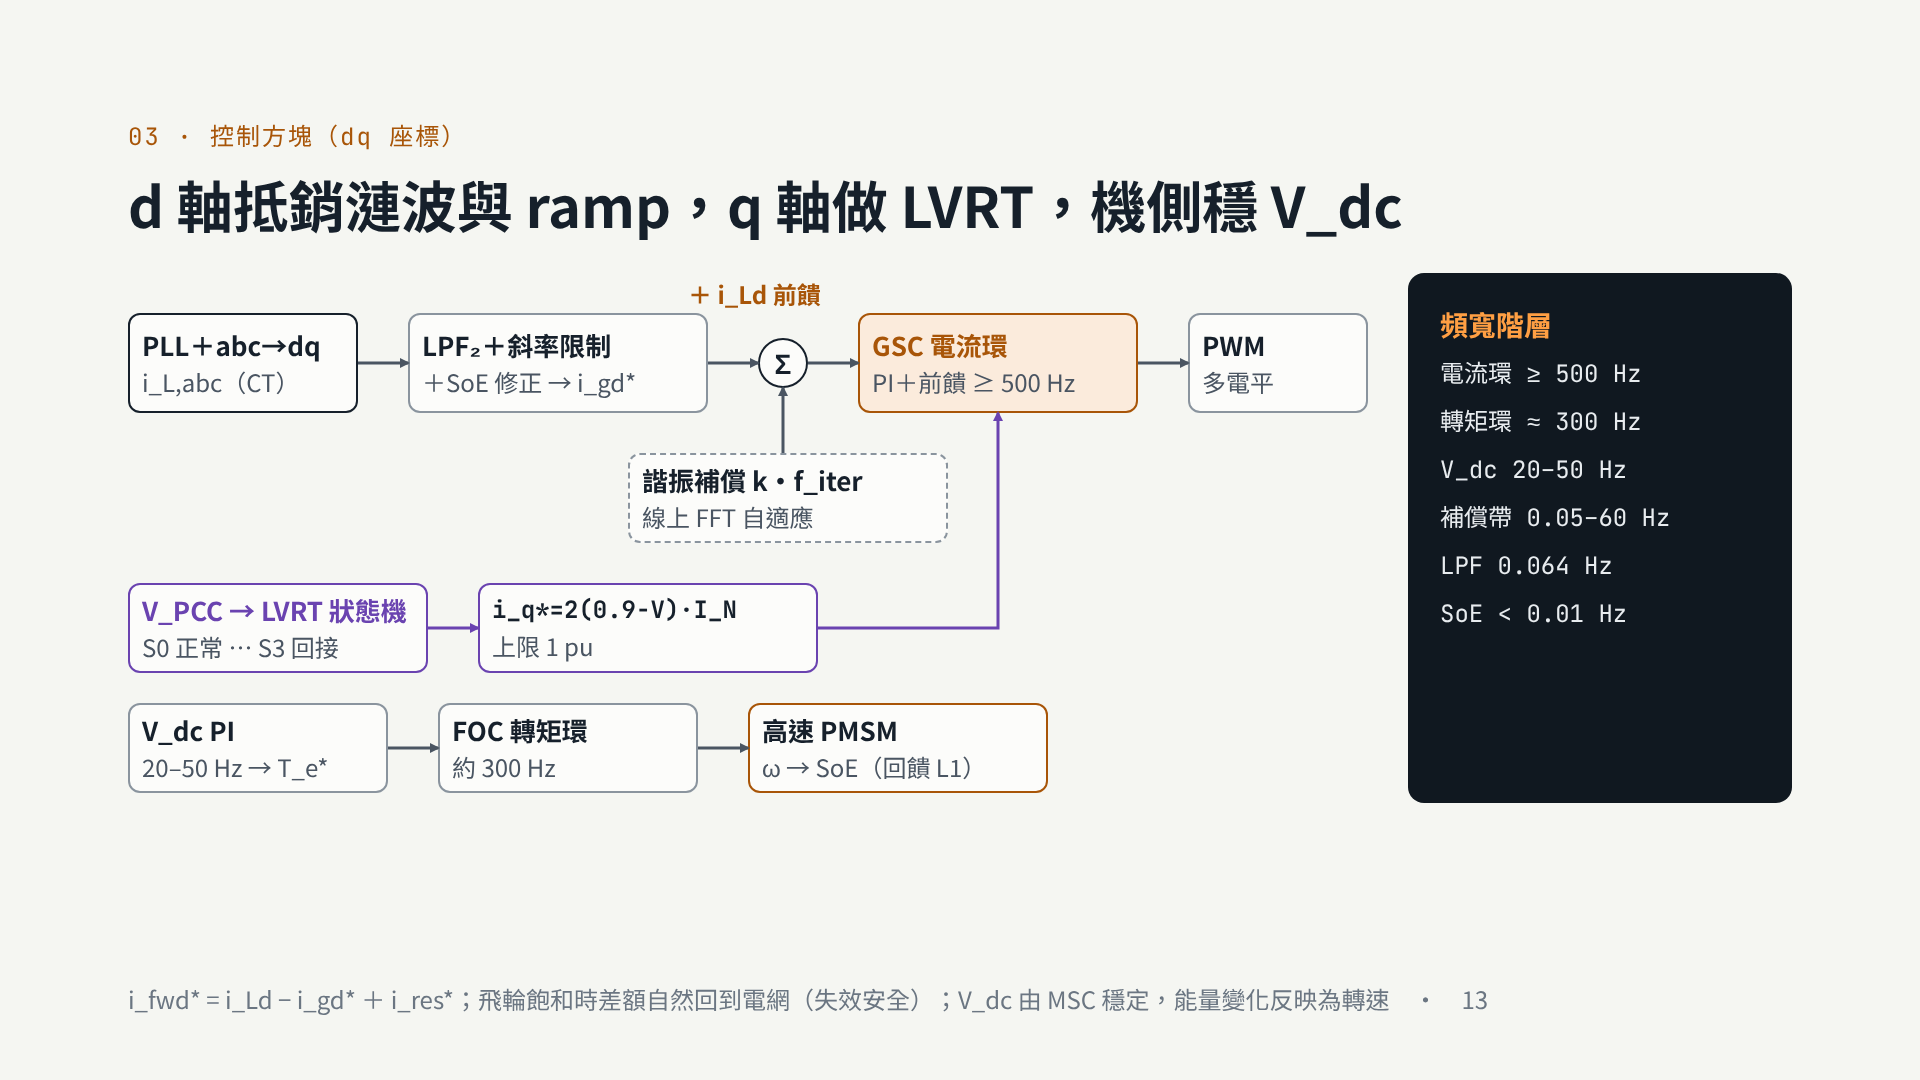 03 · 控制方塊（dq 座標）
d 軸抵銷漣波與 ramp，q 軸做 LVRT，機側穩 V_dc
＋ i_Ld 前饋
PLL＋abc→dq
i_L,abc（CT）
LPF₂＋斜率限制
＋SoE 修正 → i_gd*
Σ
GSC 電流環
PI＋前饋 ≥ 500 Hz
PWM
多電平
諧振補償 k・f_iter
線上 FFT 自適應
V_PCC → LVRT 狀態機
S0 正常 … S3 回接
i_q*=2(0.9-V)·I_N
上限 1 pu
V_dc PI
20–50 Hz → T_e*
FOC 轉矩環
約 300 Hz
高速 PMSM
ω → SoE（回饋 L1）
頻寬階層
電流環 ≥ 500 Hz
轉矩環 ≈ 300 Hz
V_dc 20–50 Hz
補償帶 0.05–60 Hz
LPF 0.064 Hz
SoE < 0.01 Hz
i_fwd* = i_Ld − i_gd* ＋ i_res*；飛輪飽和時差額自然回到電網（失效安全）；V_dc 由 MSC 穩定，能量變化反映為轉速 ・ 13